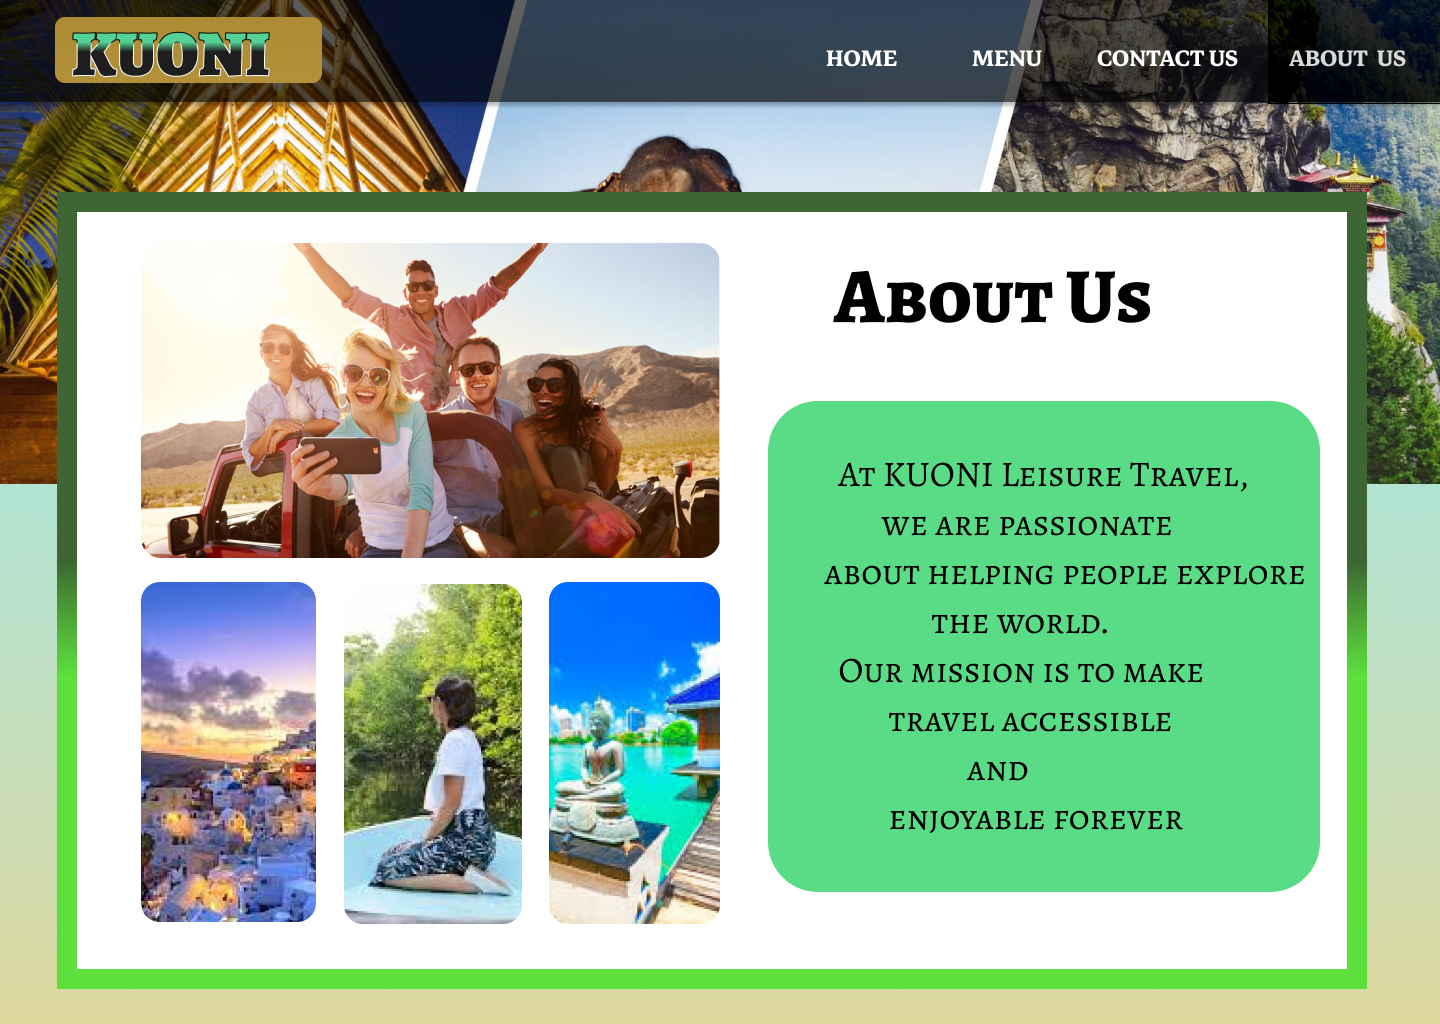 KUONI
HOME MENU CONTACT US ABOUT US
About Us
At KUONI Leisure Travel,
we are passionate
about helping people explore
the world.
Our mission is to make
travel accessible
and
enjoyable forever